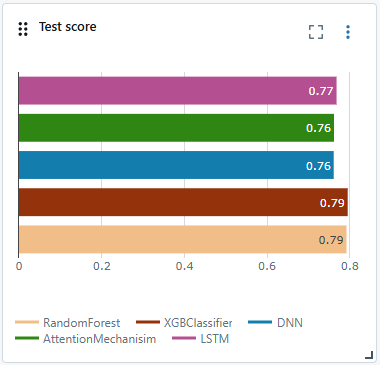 Test score
0.77
0.76
0.76
0.79
0.79
0 0.2 0.4 0.6 0.8
RandomForest XGBClassifier DNN
AttentionMechanisim LSTM